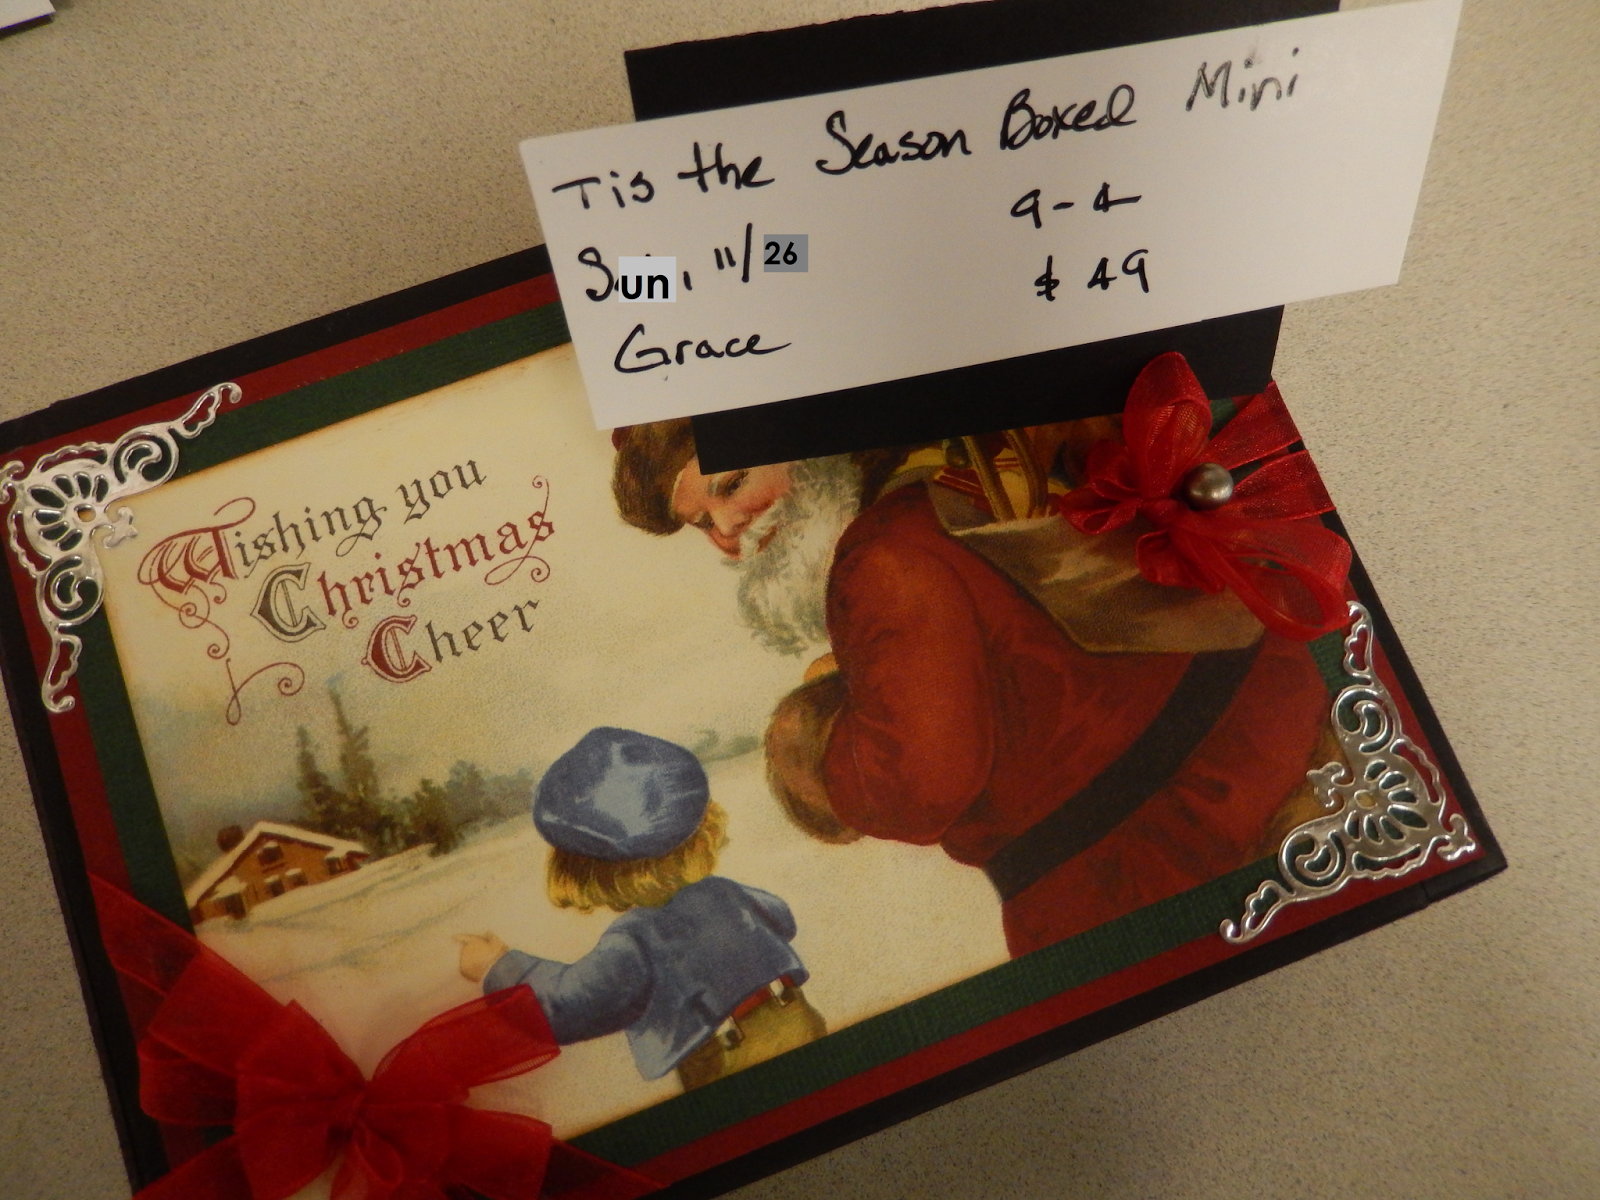 Tis the Season Boxed Mini
Sun, 11/26 9-4
Grace $49
Wishing you
Christmas
Cheer